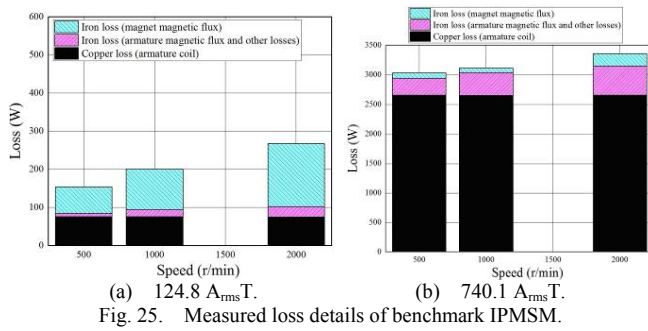 Iron loss (magnet magnetic flux)
Iron loss (armature magnetic flux and other losses)
Copper loss (armature coil)
600
500
400
300
200
100
0
Loss (W)
500
1000
1500
2000
Speed (r/min)
(a) 124.8 ArmsT.
Iron loss (magnet magnetic flux)
Iron loss (armature magnetic flux and other losses)
Copper loss (armature coil)
3500
3000
2500
2000
1500
1000
500
0
Loss (W)
500
1000
1500
2000
Speed (r/min)
(b) 740.1 ArmsT.
Fig. 25. Measured loss details of benchmark IPMSM.